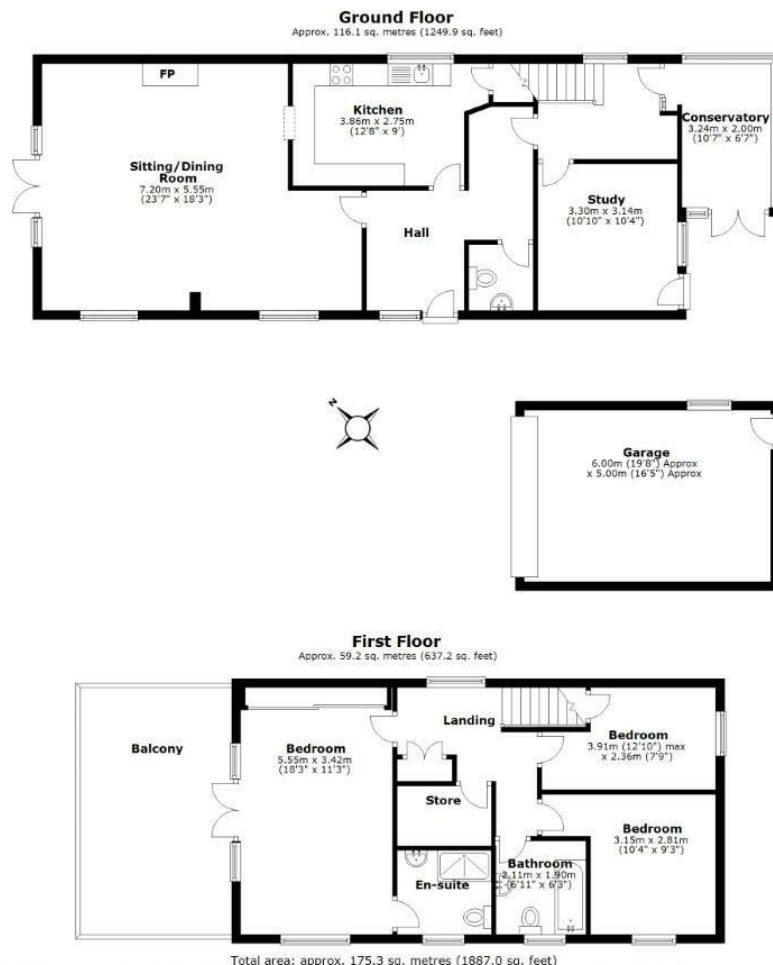 Ground Floor
Approx. 116.1 sq. metres (1249.9 sq. feet)
FP
Kitchen
3.86m x 2.75m
(12'8" x 9')
Conservatory
3.24m x 2.00m
(10'7" x 6'7")
Sitting/Dining
Room
7.20m x 5.55m
(23'7" x 18'3")
Study
3.30m x 3.14m
(10'10" x 10'4")
Hall
N
Garage
6.00m (19'8") Approx
x 5.00m (16'5") Approx
First Floor
Approx. 59.2 sq. metres (637.2 sq. feet)
Landing
Balcony
Bedroom
5.55m x 3.42m
(18'3" x 11'3")
Bedroom
3.91m (12'10") max
x 2.36m (7'9")
Store
Bedroom
3.15m x 2.81m
(10'4" x 9'3")
Bathroom
2.11m x 1.90m
(6'11" x 6'3")
En-suite
Total area: approx. 175.3 sq. metres (1887.0 sq. feet)